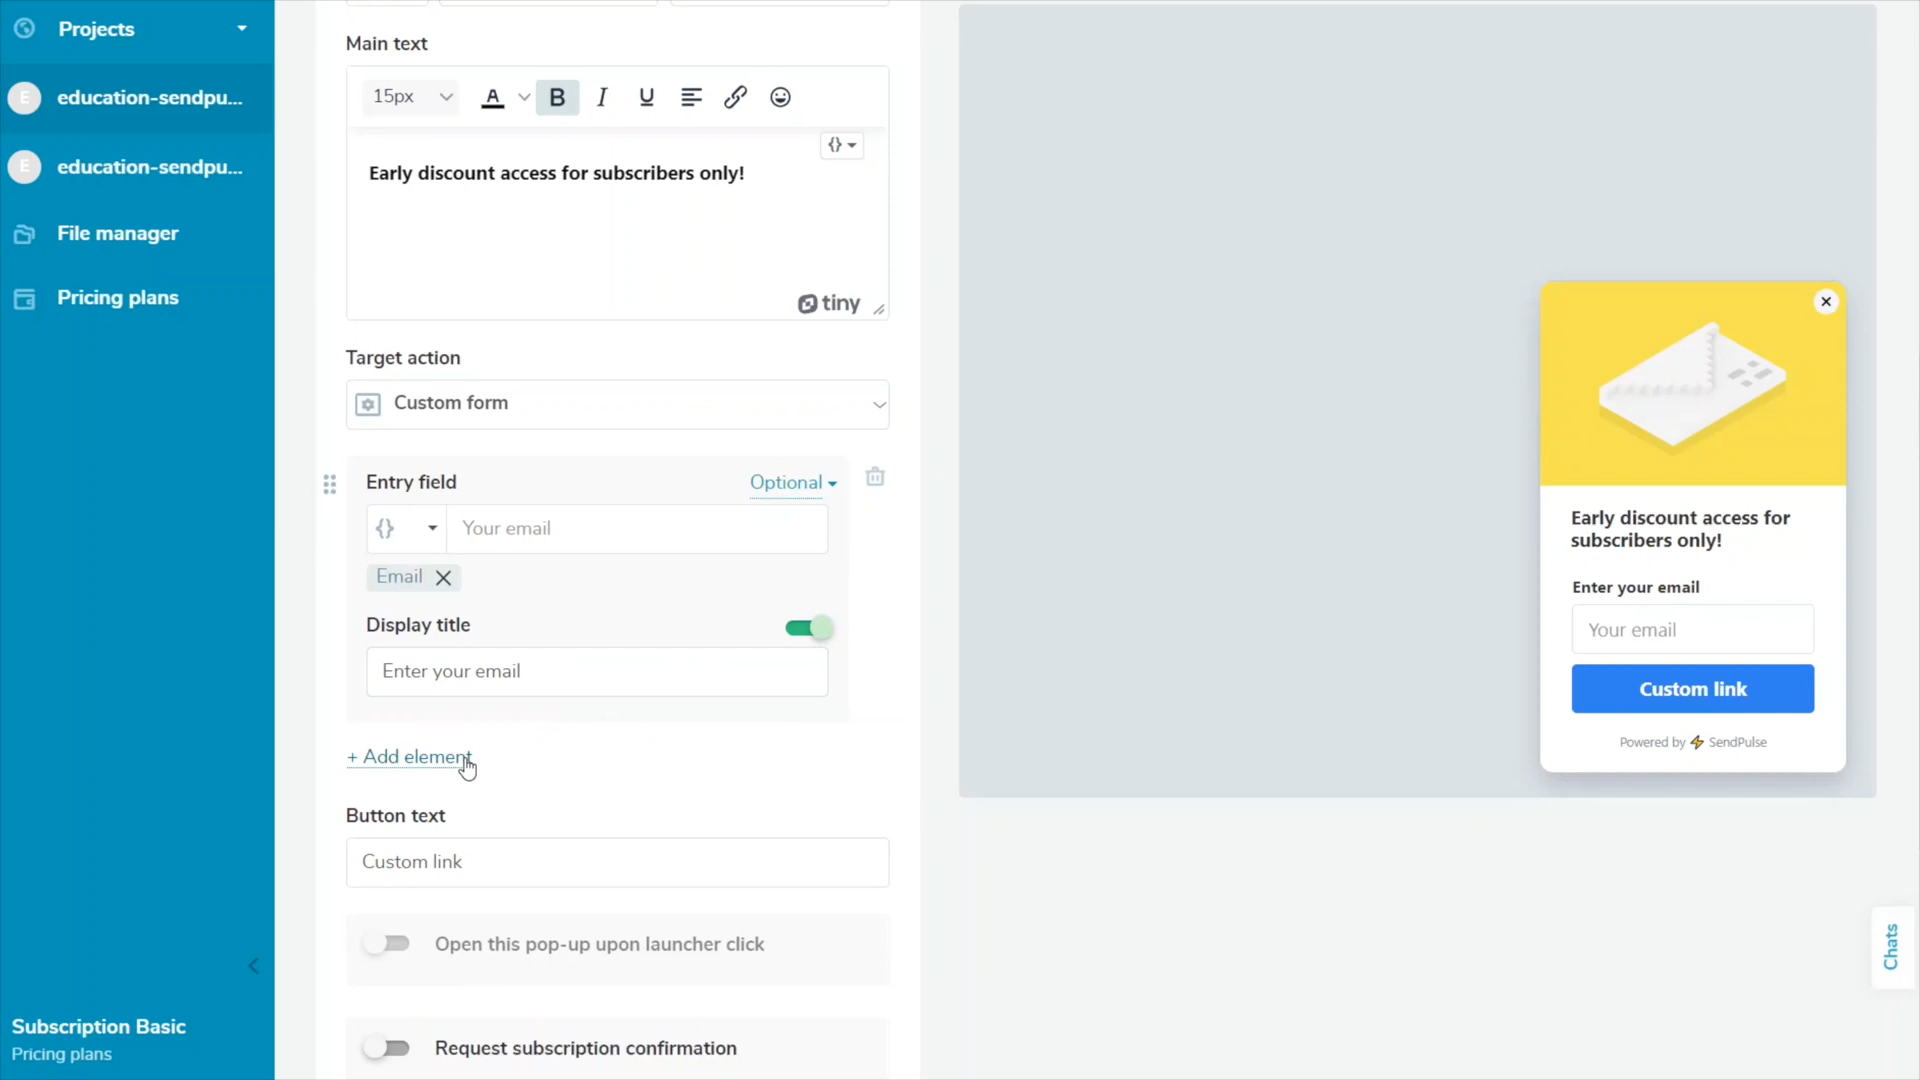 Projects
E
education-sendpu...
E
education-sendpu...
File manager
Pricing plans
Subscription Basic
Pricing plans
Main text
15px
A
B
I
U
{}
Early discount access for subscribers only!
tiny
Target action
Custom form
Entry field
Optional
{}
Your email
Email
Display title
Enter your email
+ Add element
Button text
Custom link
Open this pop-up upon launcher click
Request subscription confirmation
Early discount access for
subscribers only!
Enter your email
Your email
Custom link
Powered by SendPulse
Chats